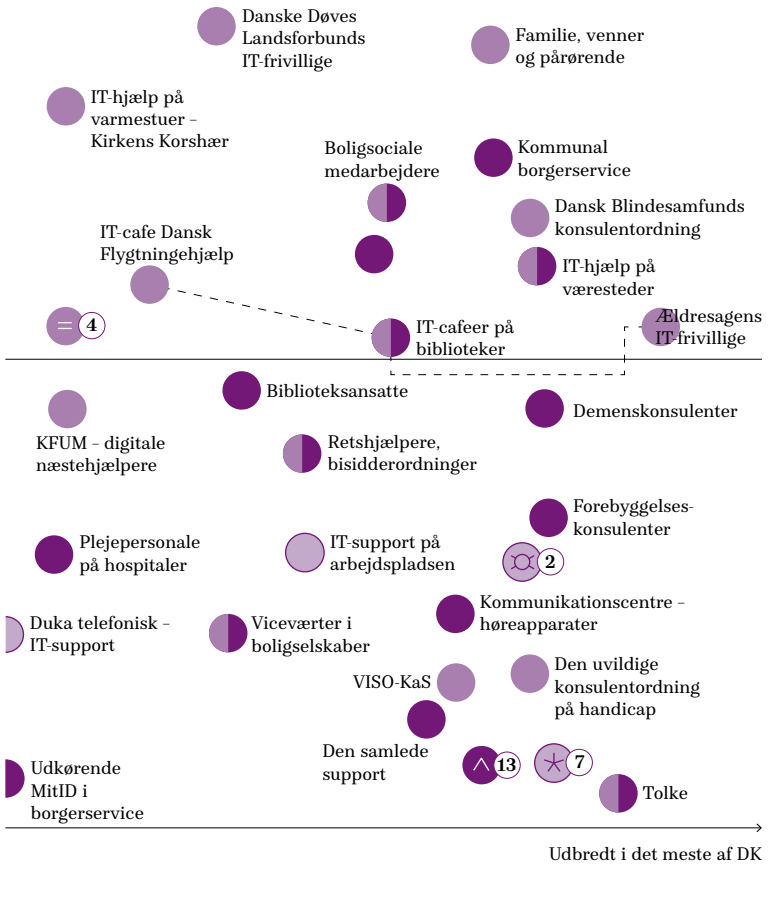 Danske Døves
Landsforbunds
IT-frivillige
Familie, venner
og pårørende
IT-hjælp på
varmestuer –
Kirkens Korshær
Boligsociale
medarbejdere
Kommunal
borgerservice
Dansk Blindesamfunds
konsulentordning
IT-cafe Dansk
Flygtningehjælp
IT-hjælp på
væresteder
4
IT-cafeer på
biblioteker
Ældresagens
IT-frivillige
Biblioteksansatte
Demenskonsulenter
KFUM – digitale
næstehjælpere
Retshjælpere,
bisidderordninger
Forebyggelses-
konsulenter
Plejepersonale
på hospitaler
IT-support på
arbejdspladsen
2
Kommunikationscentre –
høreapparater
Duka telefonisk –
IT-support
Viceværter i
boligselskaber
VISO-KaS
Den uvildige
konsulentordning
på handicap
Den samlede
support
13
7
Udkørende
MitID i
borgerservice
Tolke
Udbredt i det meste af DK